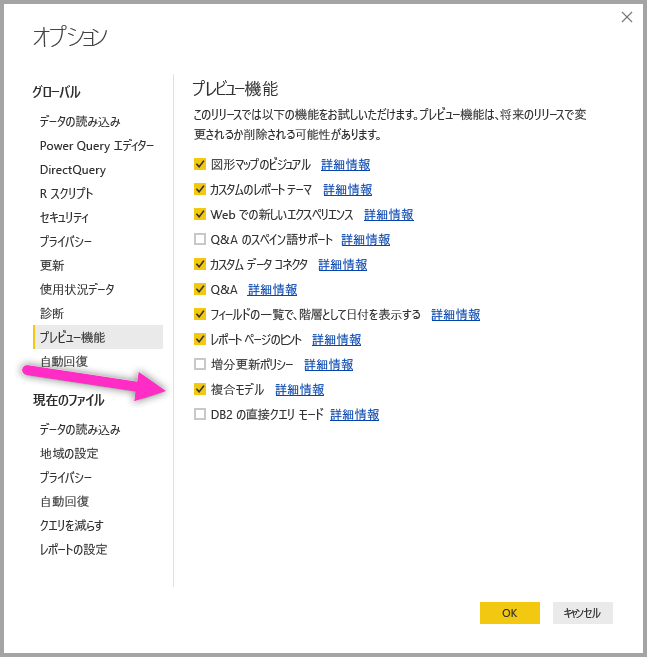 オプション
グローバル
データの読み込み
Power Query エディター
DirectQuery
R スクリプト
セキュリティ
プライバシー
更新
使用状況データ
診断
プレビュー機能
自動回復
現在のファイル
データの読み込み
地域の設定
プライバシー
自動回復
クエリを減らす
レポートの設定
プレビュー機能
このリリースでは以下の機能をお試しいただけます。プレビュー機能は、将来のリリースで変
更されるか削除される可能性があります。
図形マップのビジュアル 詳細情報
カスタムのレポート テーマ 詳細情報
Web での新しいエクスペリエンス 詳細情報
Q&A のスペイン語サポート 詳細情報
カスタム データ コネクタ 詳細情報
Q&A 詳細情報
フィールドの一覧で、階層として日付を表示する 詳細情報
レポート ページのヒント 詳細情報
増分更新ポリシー 詳細情報
複合モデル 詳細情報
DB2 の直接クエリ モード 詳細情報
OK
キャンセル